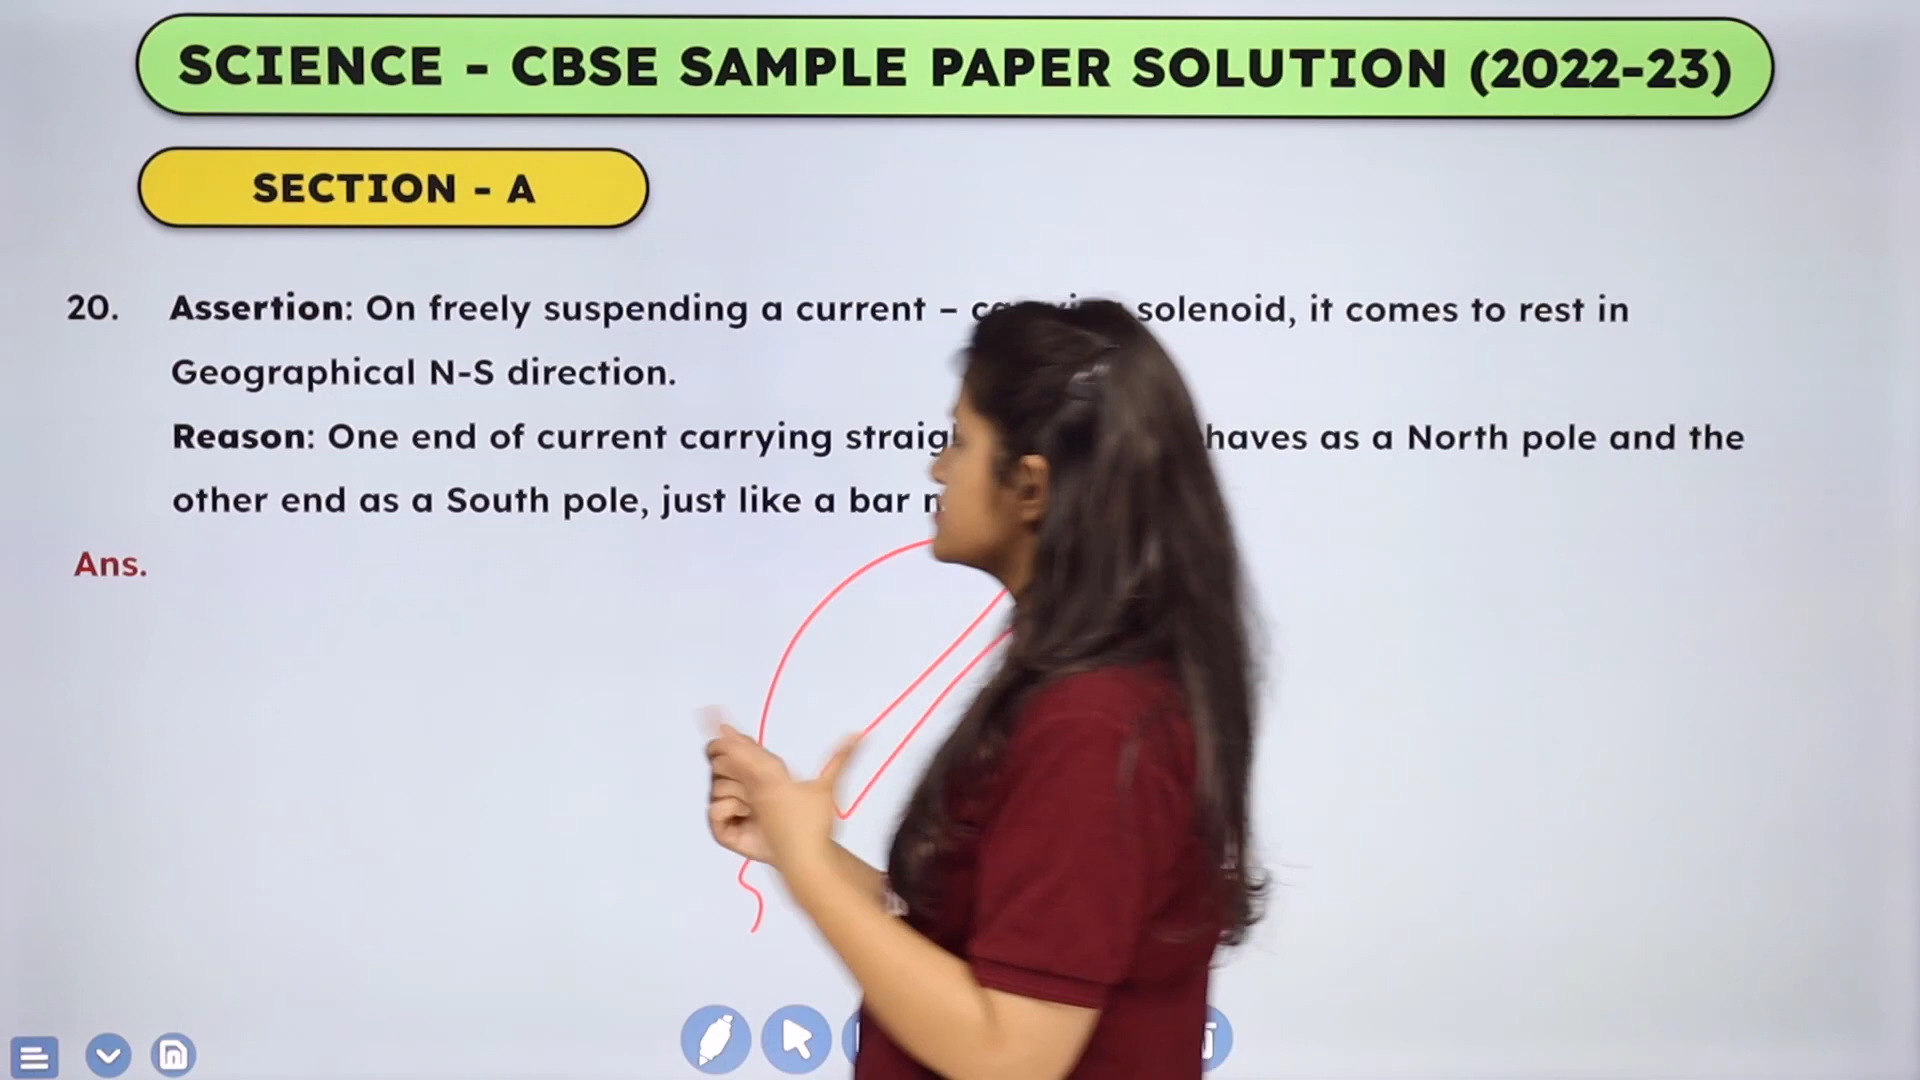 SCIENCE - CBSE SAMPLE PAPER SOLUTION (2022-23)
SECTION - A
20. Assertion: On freely suspending a current – solenoid, it comes to rest in
Geographical N-S direction.
Reason: One end of current carrying as a North pole and the
other end as a South pole, just like a bar
Ans.